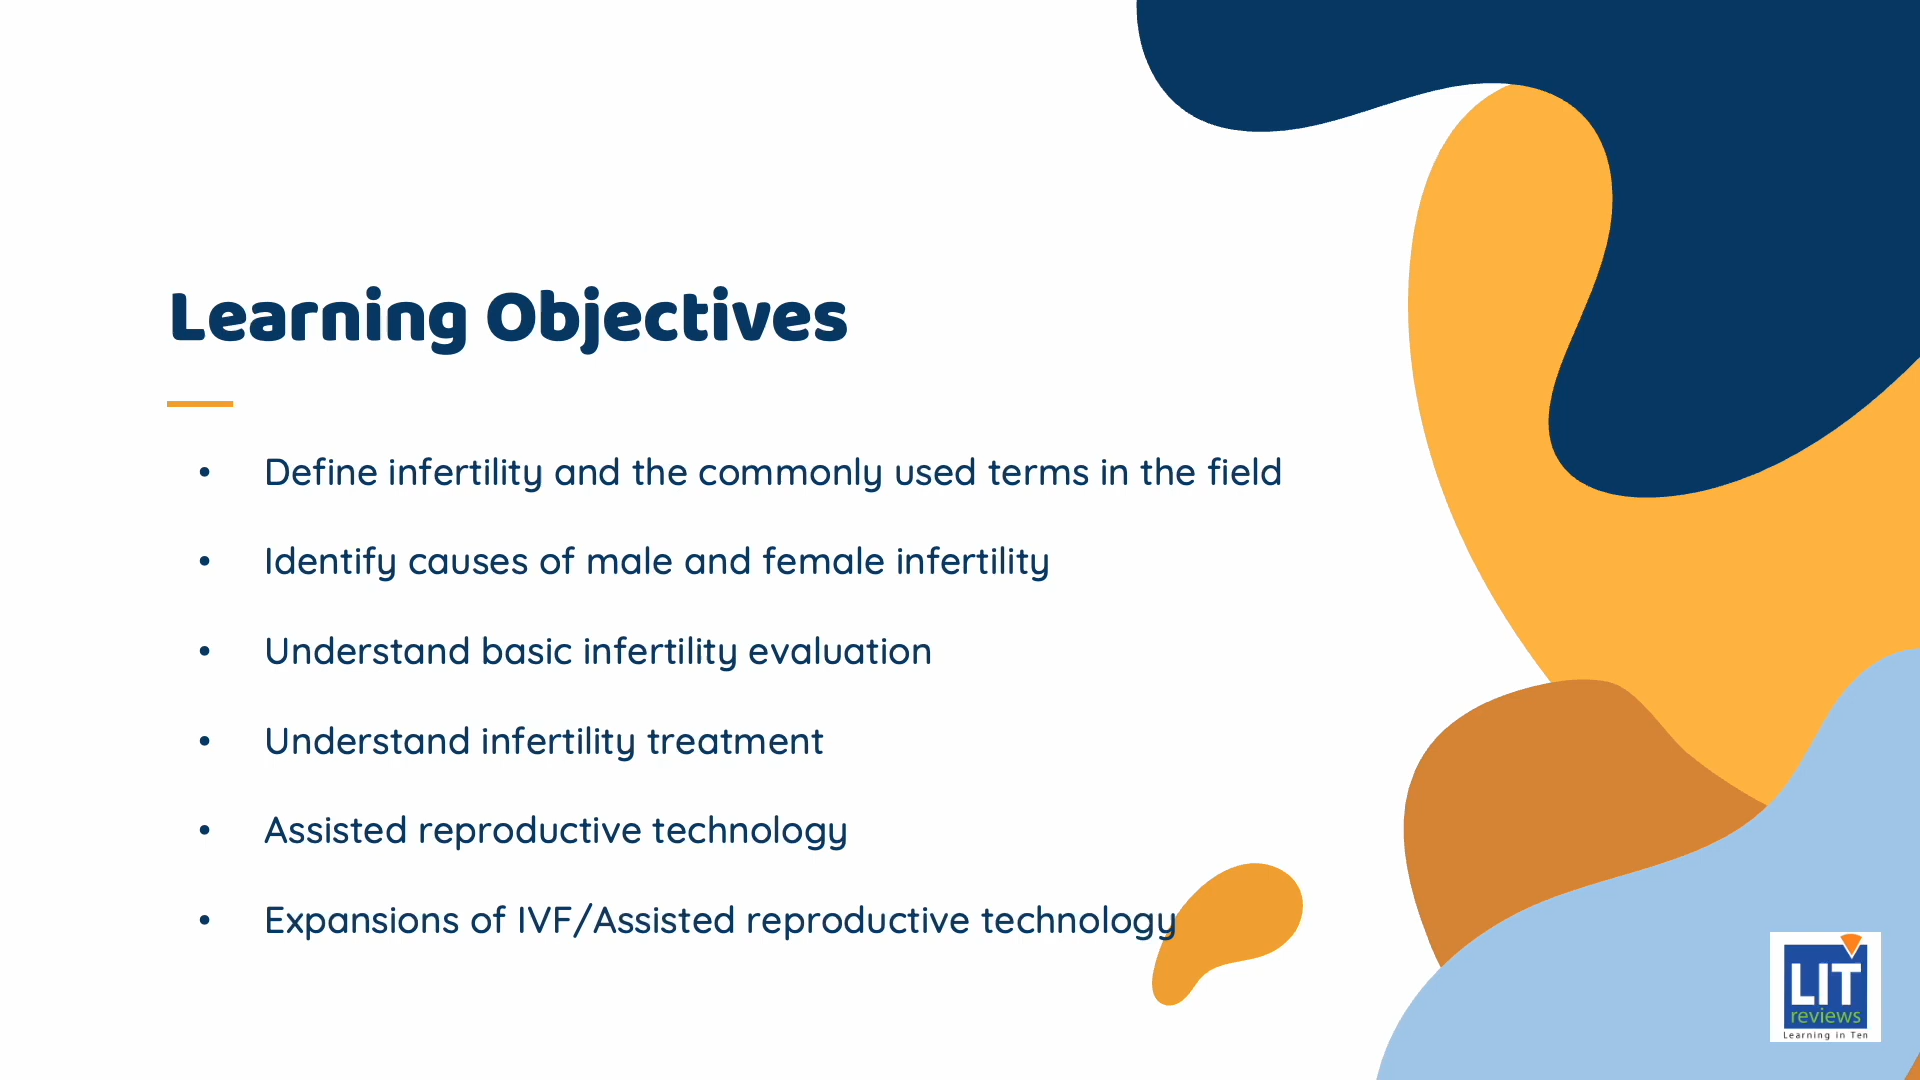 Learning Objectives
• Define infertility and the commonly used terms in the field
• Identify causes of male and female infertility
• Understand basic infertility evaluation
• Understand infertility treatment
• Assisted reproductive technology
• Expansions of IVF/Assisted reproductive technology
LIT
reviews
Learning in Ten